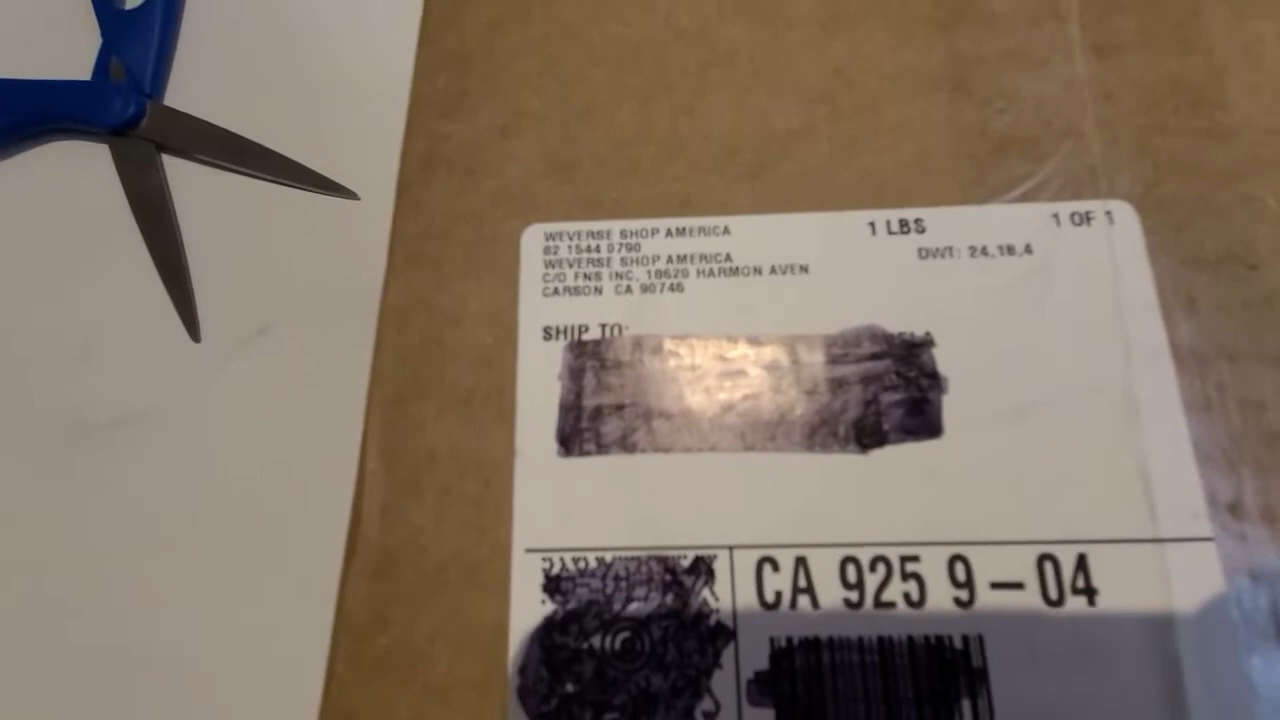 WEVERSE SHOP AMERICA
82 1544 0790
WEVERSE SHOP AMERICA
C/O FNS INC, 18620 HARMON AVEN
CARSON CA 90746
1 LBS
1 OF 1
DWT: 24,18,4
SHIP TO:
CA 925 9-04